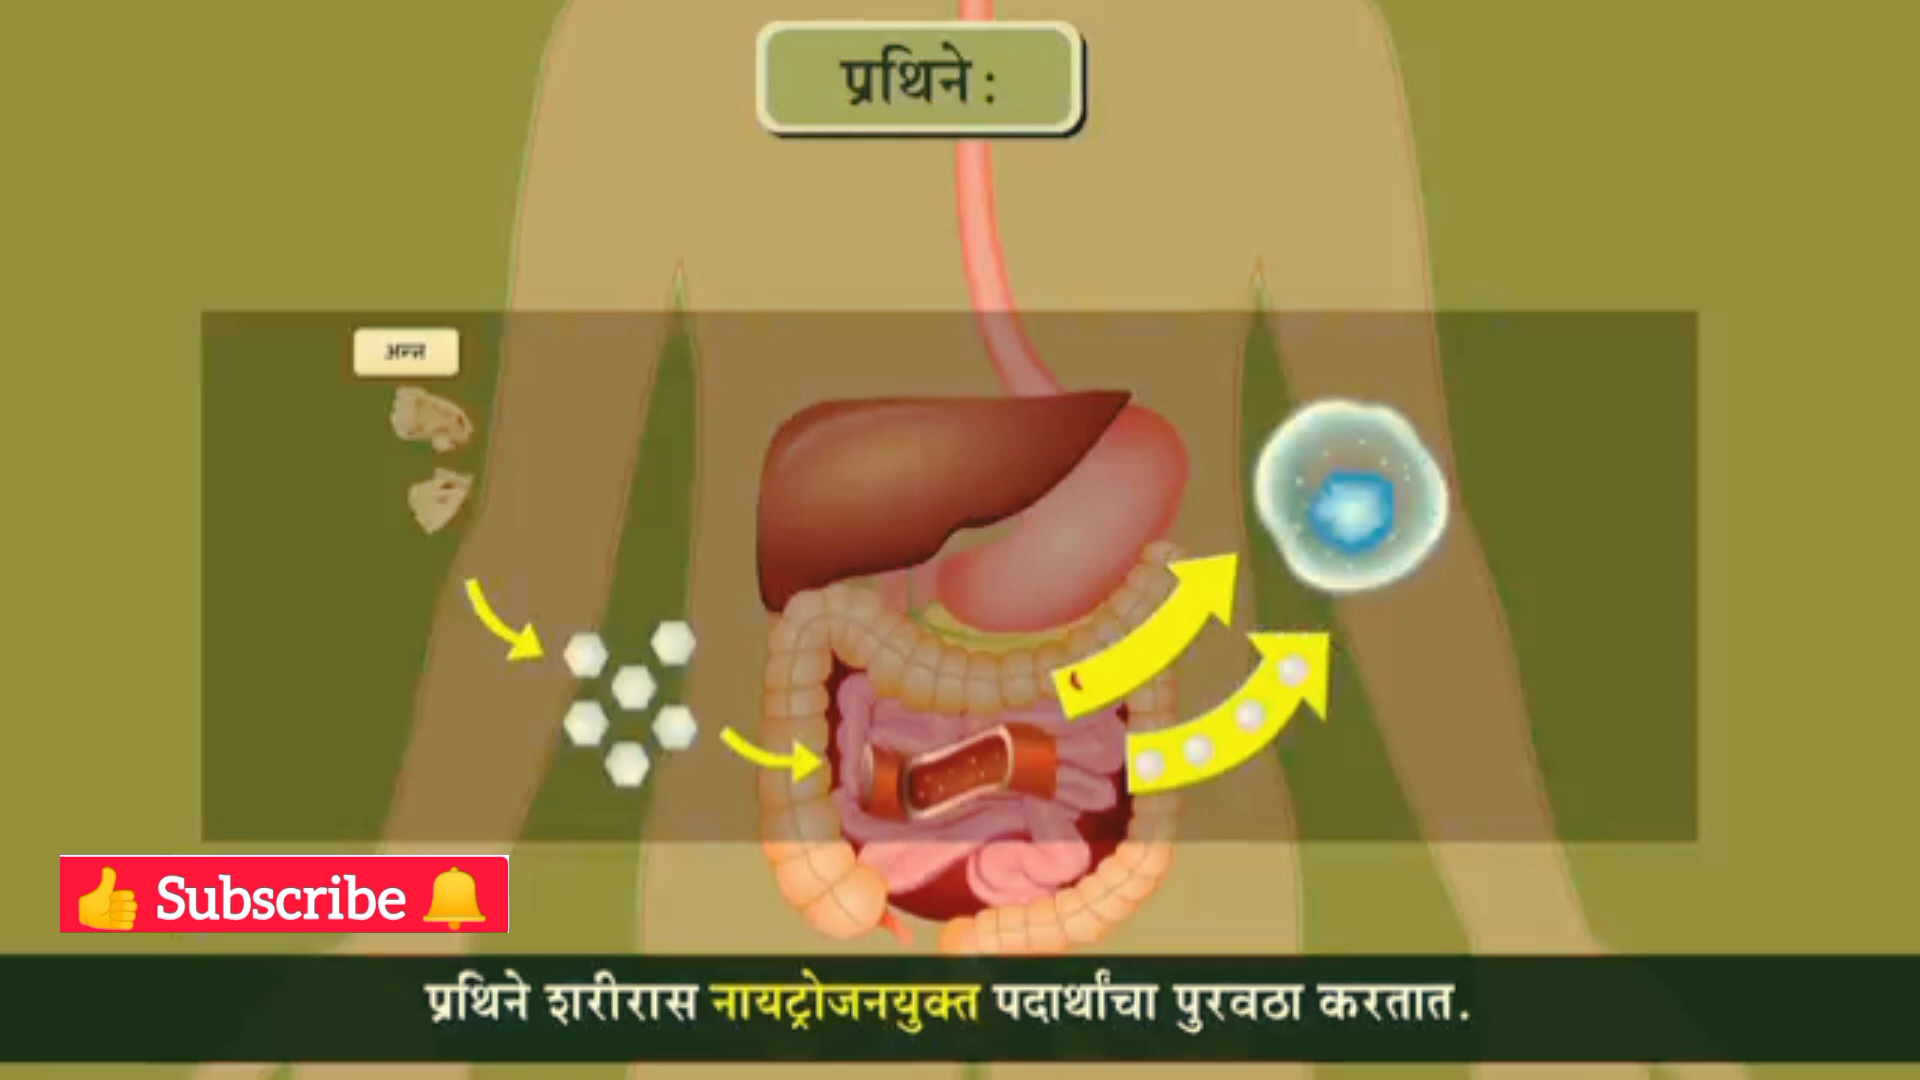 प्रथिने :
अन्न
Subscribe
प्रथिने शरीरास नायट्रोजनयुक्त पदार्थांचा पुरवठा करतात.